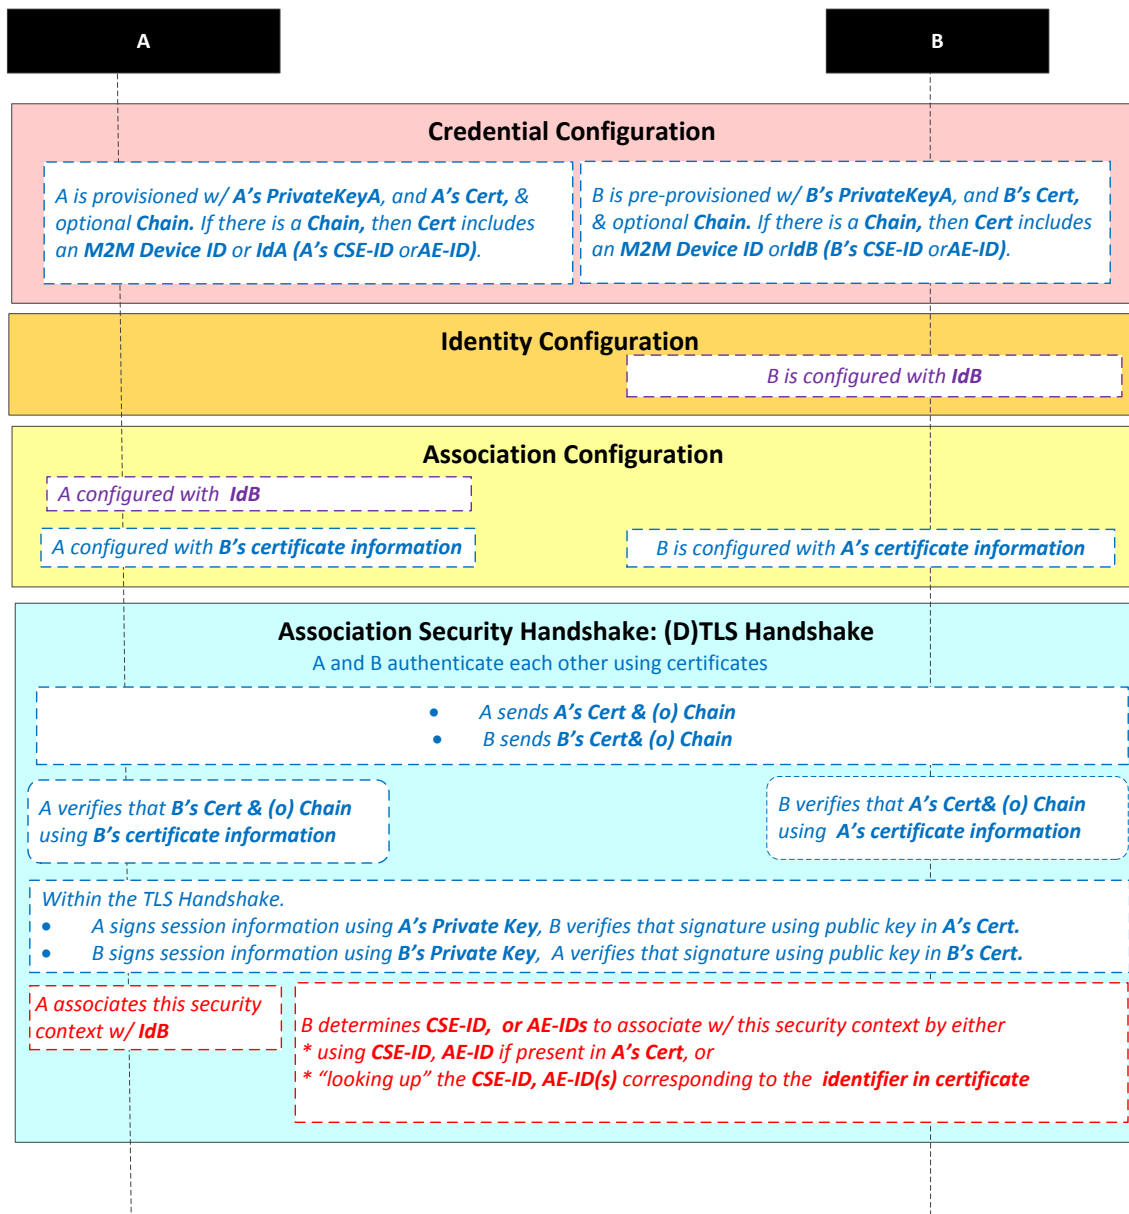 A
B
Credential Configuration
A is provisioned w/ A's PrivateKeyA, and A's Cert, &
optional Chain. If there is a Chain, then Cert includes
an M2M Device ID or IdA (A's CSE-ID orAE-ID).
B is pre-provisioned w/ B's PrivateKeyA, and B's Cert,
& optional Chain. If there is a Chain, then Cert includes
an M2M Device ID orIdB (B's CSE-ID orAE-ID).
Identity Configuration
B is configured with IdB
Association Configuration
A configured with IdB
A configured with B's certificate information
B is configured with A's certificate information
Association Security Handshake: (D)TLS Handshake
A and B authenticate each other using certificates
• A sends A's Cert & (o) Chain
• B sends B's Cert& (o) Chain
A verifies that B's Cert & (o) Chain
using B's certificate information
B verifies that A's Cert& (o) Chain
using A's certificate information
Within the TLS Handshake.
• A signs session information using A's Private Key, B verifies that signature using public key in A's Cert.
• B signs session information using B's Private Key, A verifies that signature using public key in B's Cert.
A associates this security
context w/ IdB
B determines CSE-ID, or AE-IDs to associate w/ this security context by either
* using CSE-ID, AE-ID if present in A's Cert, or
* “looking up” the CSE-ID, AE-ID(s) corresponding to the identifier in certificate